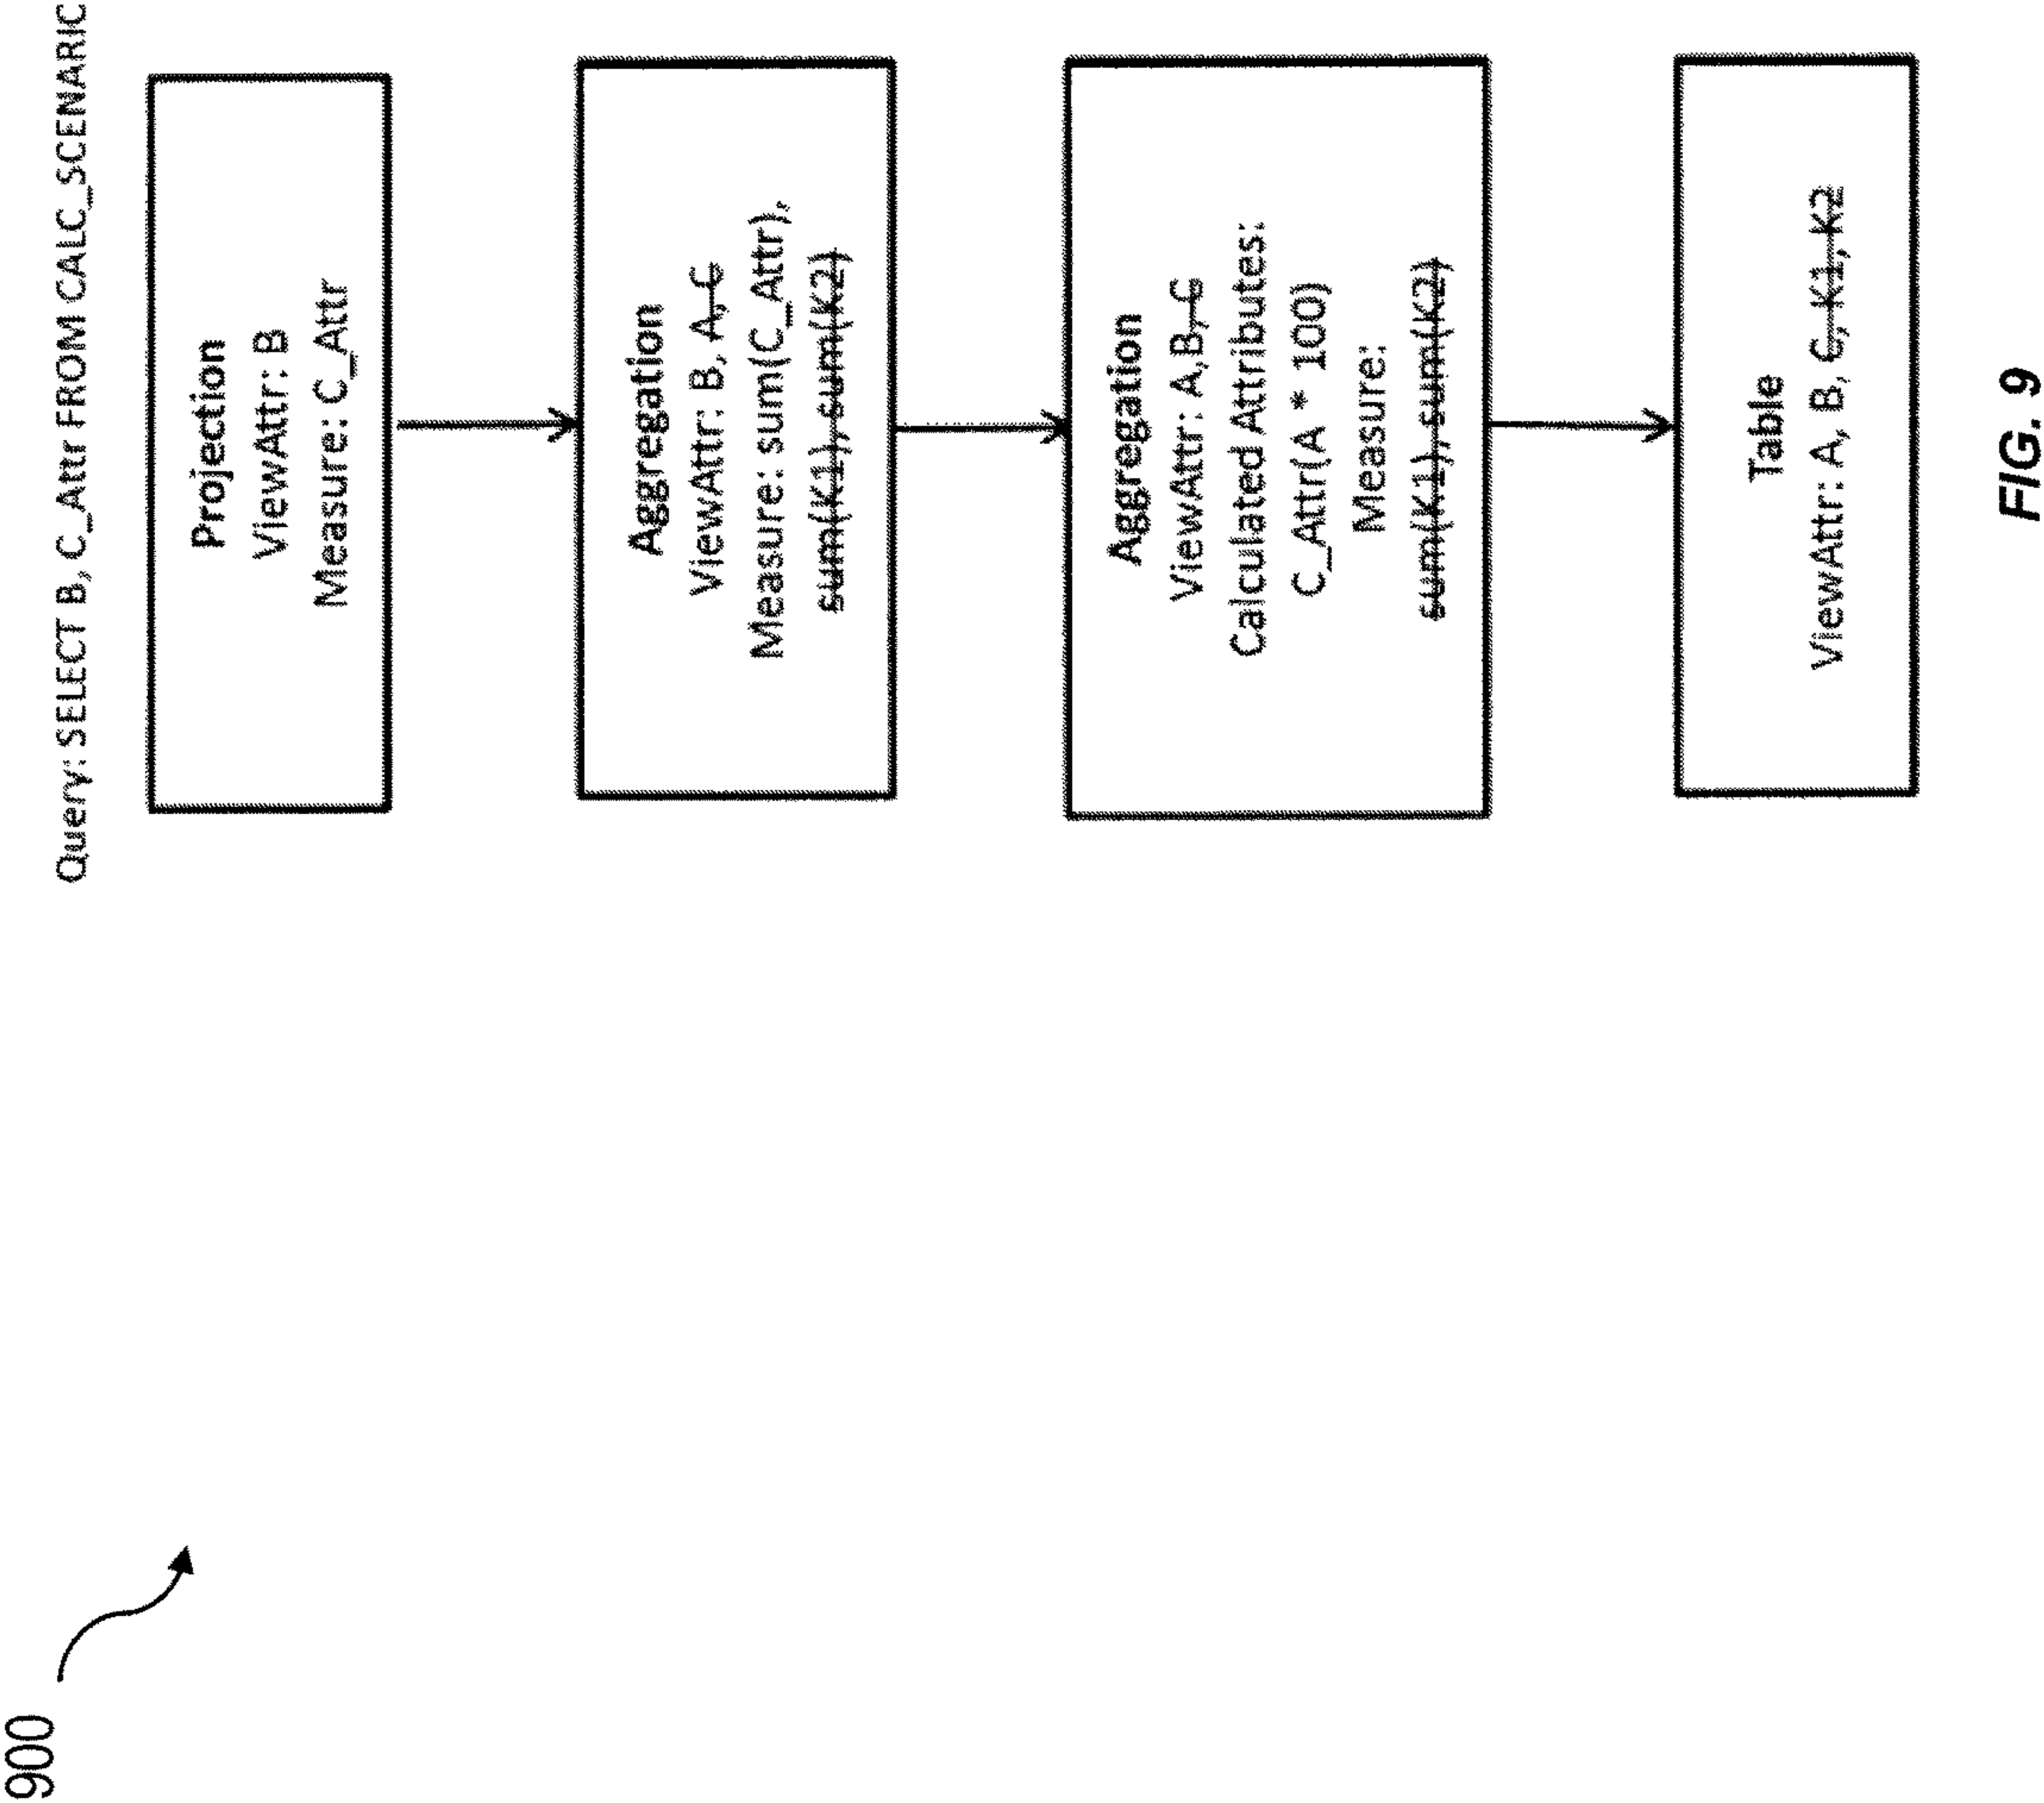 900
Query: SELECT B, C_Attr FROM CALC_SCENARIO
Projection
ViewAttr: B
Measure: C_Attr
Aggregation
ViewAttr: B, A, C
Measure: sum(C_Attr),
sum(K1), sum(K2)
Aggregation
ViewAttr: A,B, C
Calculated Attributes:
C_Attr(A * 100)
Measure:
sum(K1), sum(K2)
Table
ViewAttr: A, B, C, K1, K2
FIG. 9